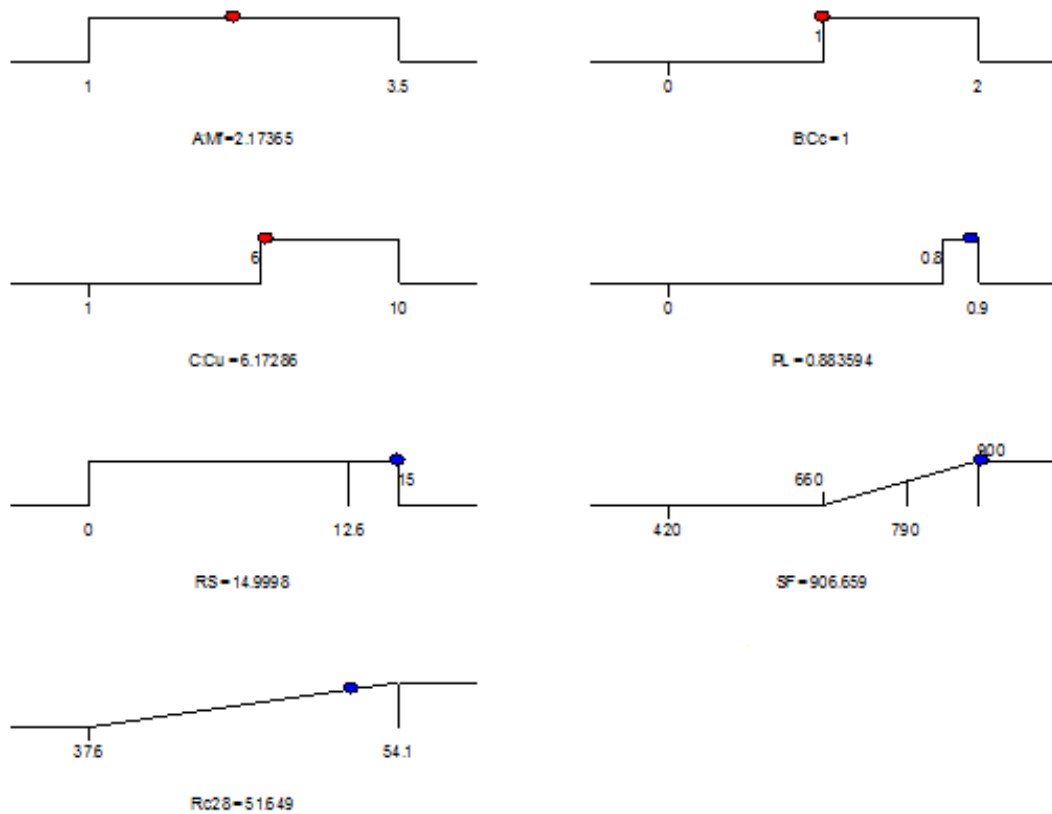 1 3.5
A:Mf=2.17365
1
0 2
B:Cc=1
6
1 10
C:Cu=6.17286
0.8
0 0.9
PL=0.883594
15
0 12.6
RS=14.9998
900
660
420 790
SF=906.659
37.6 54.1
Rc28=51.649